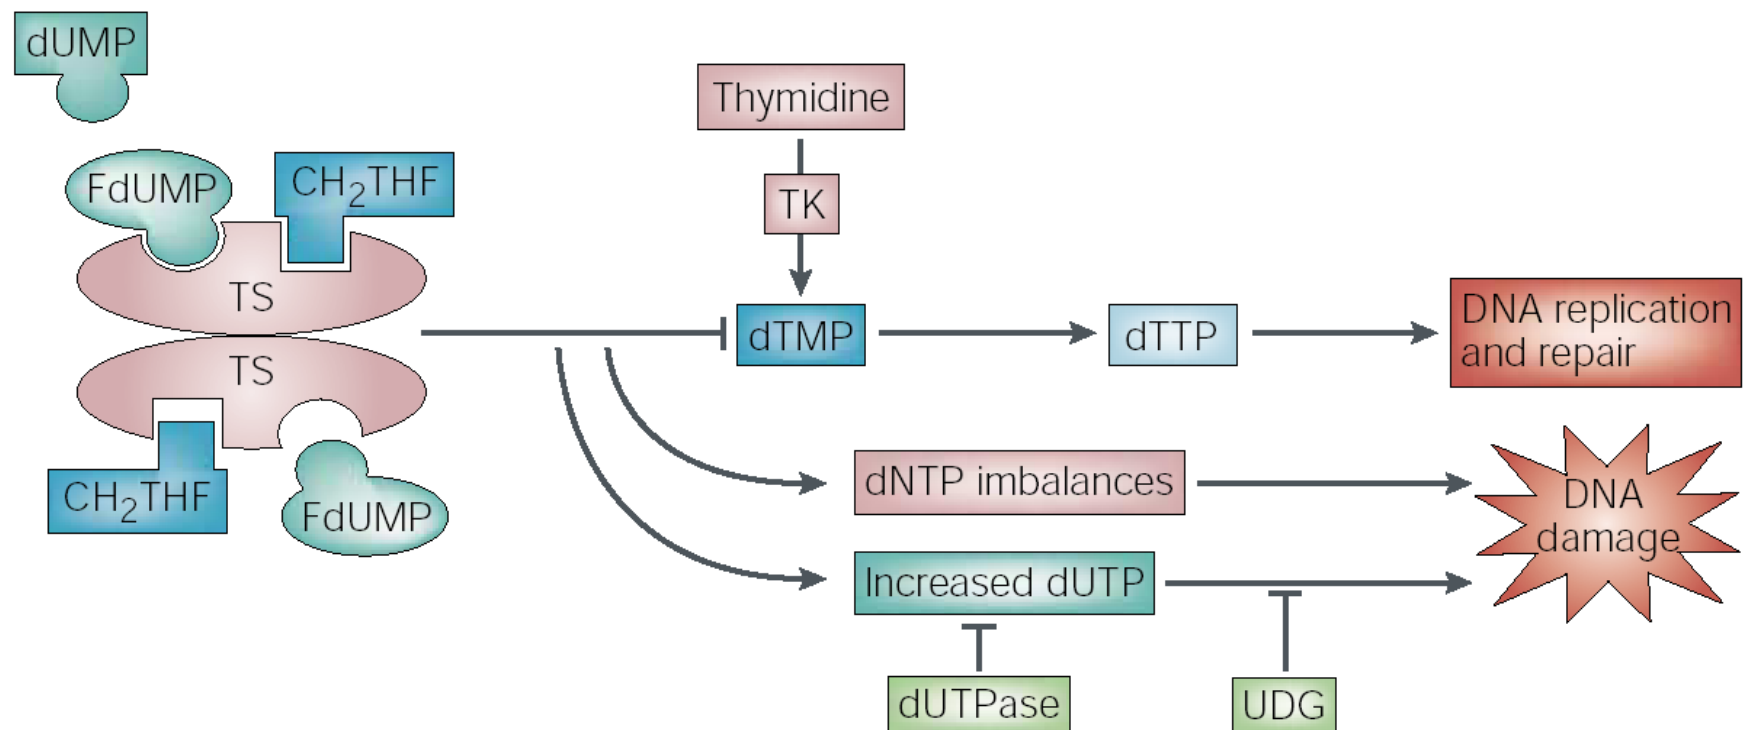 dUMP
Thymidine
FdUMP
CH₂THF
TK
TS
dTMP
dTTP
DNA replication
and repair
TS
CH₂THF
FdUMP
dNTP imbalances
DNA
damage
Increased dUTP
dUTPase
UDG